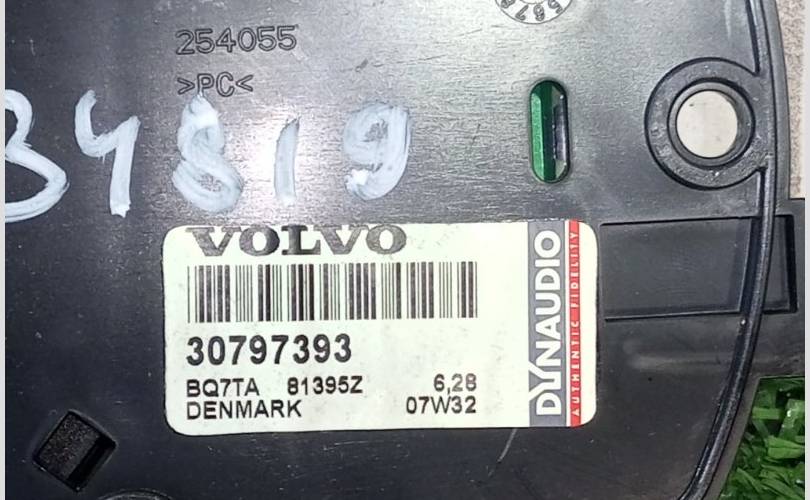 254055
>PC<
34819
VOLVO
30797393
BQ7TA 81395Z 6,28
DENMARK 07W32
DYNAUDIO
AUTHENTIC FIDELITY